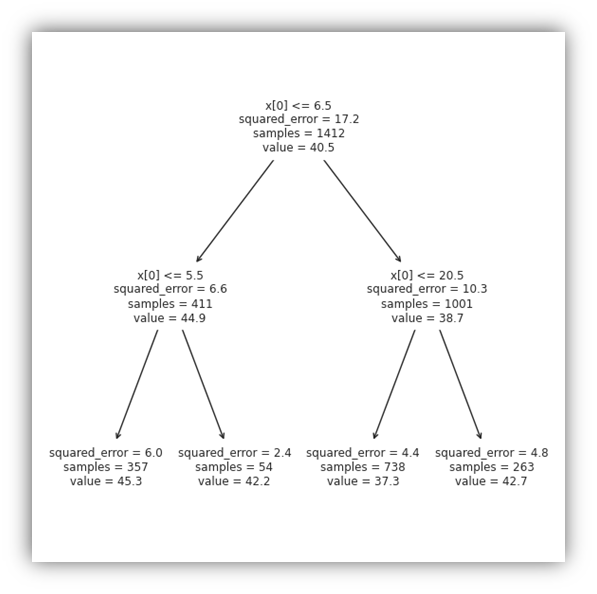 x[0] <= 6.5
squared_error = 17.2
samples = 1412
value = 40.5
x[0] <= 5.5
squared_error = 6.6
samples = 411
value = 44.9
x[0] <= 20.5
squared_error = 10.3
samples = 1001
value = 38.7
squared_error = 6.0
samples = 357
value = 45.3
squared_error = 2.4
samples = 54
value = 42.2
squared_error = 4.4
samples = 738
value = 37.3
squared_error = 4.8
samples = 263
value = 42.7